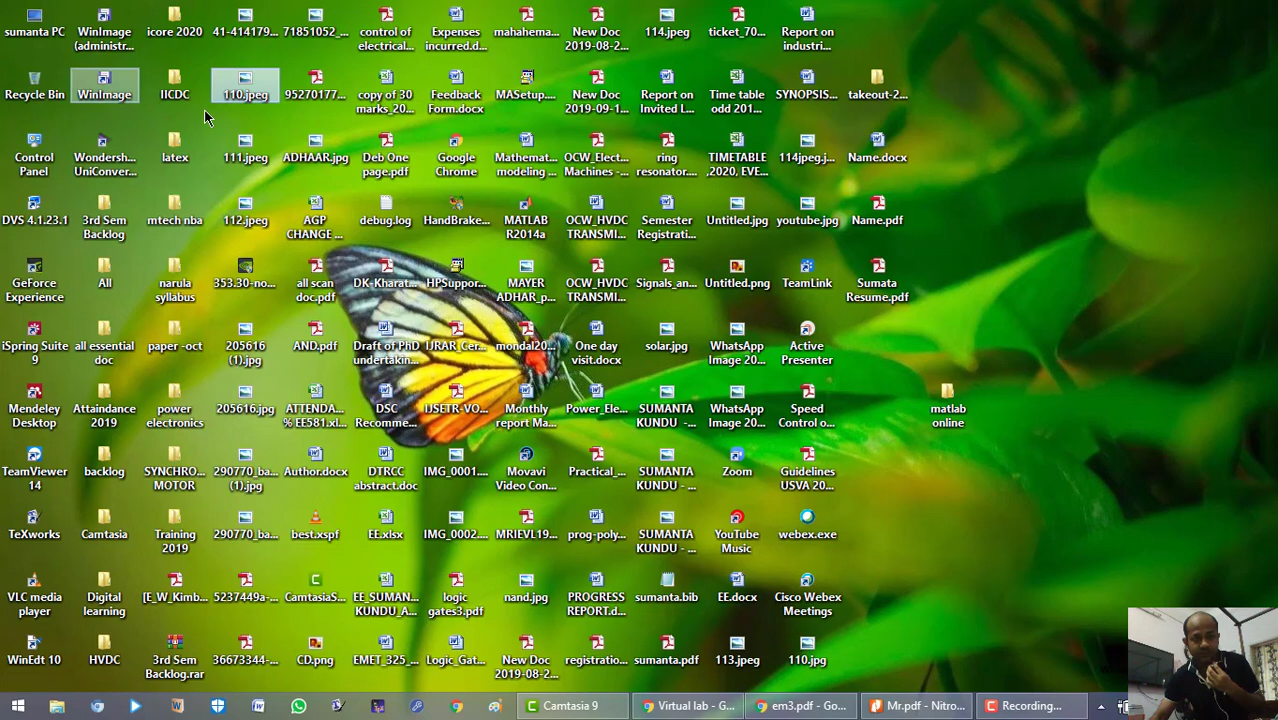 sumanta PC
WinImage
(administr...
icore 2020
41-414179...
71851052_...
control of
electrical...
Expenses
incurred.d...
mahahema...
New Doc
2019-08-2...
114.jpeg
ticket_70...
Report on
industri...
Recycle Bin
WinImage
IICDC
110.jpeg
95270177...
copy of 30
marks_20...
Feedback
Form.docx
MASetup....
New Doc
2019-09-1...
Report on
Invited L...
Time table
odd 201...
SYNOPSIS...
takeout-2...
Control
Panel
Wondersh...
UniConver...
latex
111.jpeg
ADHAAR.jpg
Deb One
page.pdf
Google
Chrome
Mathemat...
modeling ...
OCW_Elect...
Machines -...
ring
resonator....
TIMETABLE
,2020, EVE...
114jpeg.j...
Name.docx
DVS 4.1.23.1
3rd Sem
Backlog
mtech nba
112.jpeg
AGP
CHANGE ...
debug.log
HandBrake...
MATLAB
R2014a
OCW_HVDC
TRANSMI...
Semester
Registrati...
Untitled.jpg
youtube.jpg
Name.pdf
GeForce
Experience
All
narula
syllabus
353.30-no...
all scan
doc.pdf
DK-Kharat...
HPSuppor...
MAYER
ADHAR_p...
OCW_HVDC
TRANSMI...
Signals_an...
Untitled.png
TeamLink
Sumata
Resume.pdf
iSpring Suite
9
all essential
doc
paper -oct
205616
(1).jpg
AND.pdf
Draft of PhD
undertakin...
IJRAR_Cer...
mondal20...
One day
visit.docx
solar.jpg
WhatsApp
Image 20...
Active
Presenter
Mendeley
Desktop
Attaindance
2019
power
electronics
205616.jpg
ATTENDA...
% EE581.xl...
DSC
Recomme...
IJSETR-VO...
Monthly
report Ma...
Power_Ele...
SUMANTA
KUNDU -...
WhatsApp
Image 20...
Speed
Control o...
matlab
online
TeamViewer
14
backlog
SYNCHRO...
MOTOR
290770_ba...
(1).jpg
Author.docx
DTRCC
abstract.doc
IMG_0001....
Movavi
Video Con...
Practical_...
SUMANTA
KUNDU - ...
Zoom
Guidelines
USVA 20...
TeXworks
Camtasia
Training
2019
290770_ba...
best.xspf
EE.xlsx
IMG_0002....
MRIEVL19...
prog-poly...
SUMANTA
KUNDU - ...
YouTube
Music
webex.exe
VLC media
player
Digital
learning
[E_W_Kimb...
5237449a-...
CamtasiaS...
EE_SUMAN...
KUNDU_A...
logic
gates3.pdf
nand.jpg
PROGRESS
REPORT.d...
sumanta.bib
EE.docx
Cisco Webex
Meetings
WinEdt 10
HVDC
3rd Sem
Backlog.rar
36673344-...
CD.png
EMET_325_...
Logic_Gat...
New Doc
2019-08-2...
registratio...
sumanta.pdf
113.jpeg
110.jpg
Camtasia 9
Virtual lab - G...
em3.pdf - Go...
Mr.pdf - Nitro...
Recording...